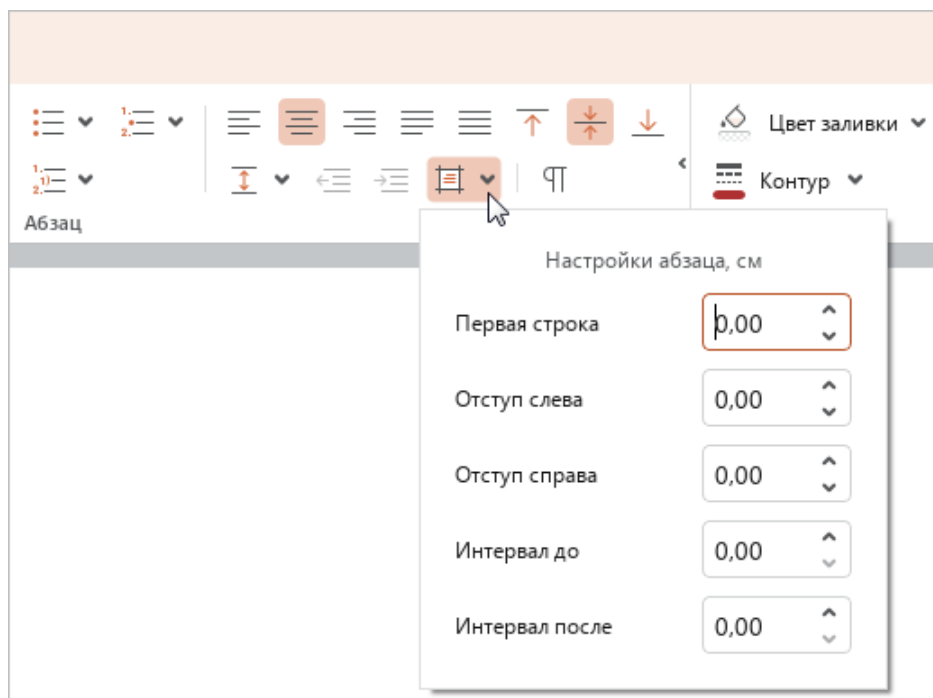 Цвет заливки
Контур
Абзац
Настройки абзаца, см
Первая строка 0,00
Отступ слева 0,00
Отступ справа 0,00
Интервал до 0,00
Интервал после 0,00